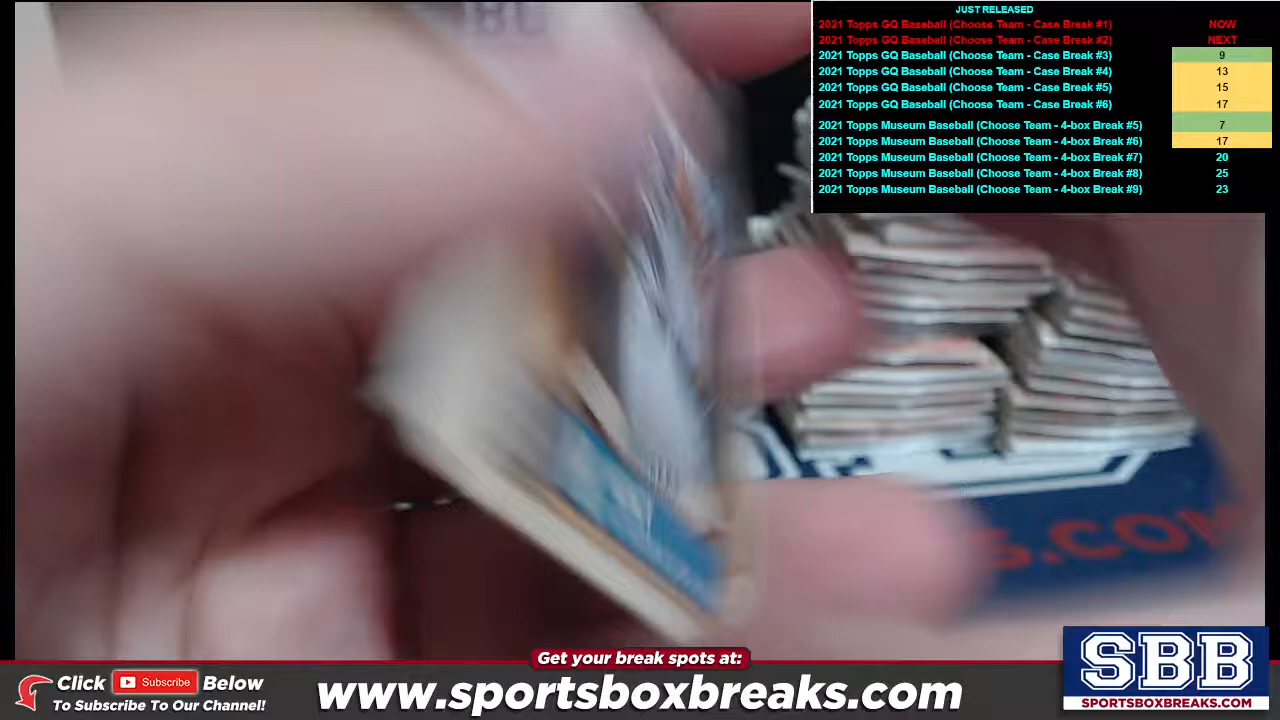 JUST RELEASED
2021 Topps GQ Baseball (Choose Team - Case Break #1) NOW
2021 Topps GQ Baseball (Choose Team - Case Break #2) NEXT
2021 Topps GQ Baseball (Choose Team - Case Break #3) 9
2021 Topps GQ Baseball (Choose Team - Case Break #4) 13
2021 Topps GQ Baseball (Choose Team - Case Break #5) 15
2021 Topps GQ Baseball (Choose Team - Case Break #6) 17
2021 Topps Museum Baseball (Choose Team - 4-box Break #5) 7
2021 Topps Museum Baseball (Choose Team - 4-box Break #6) 17
2021 Topps Museum Baseball (Choose Team - 4-box Break #7) 20
2021 Topps Museum Baseball (Choose Team - 4-box Break #8) 25
2021 Topps Museum Baseball (Choose Team - 4-box Break #9) 23
S.COM
Get your break spots at:
Click Subscribe Below
To Subscribe To Our Channel!
www.sportsboxbreaks.com
SBB
SPORTSBOXBREAKS.COM